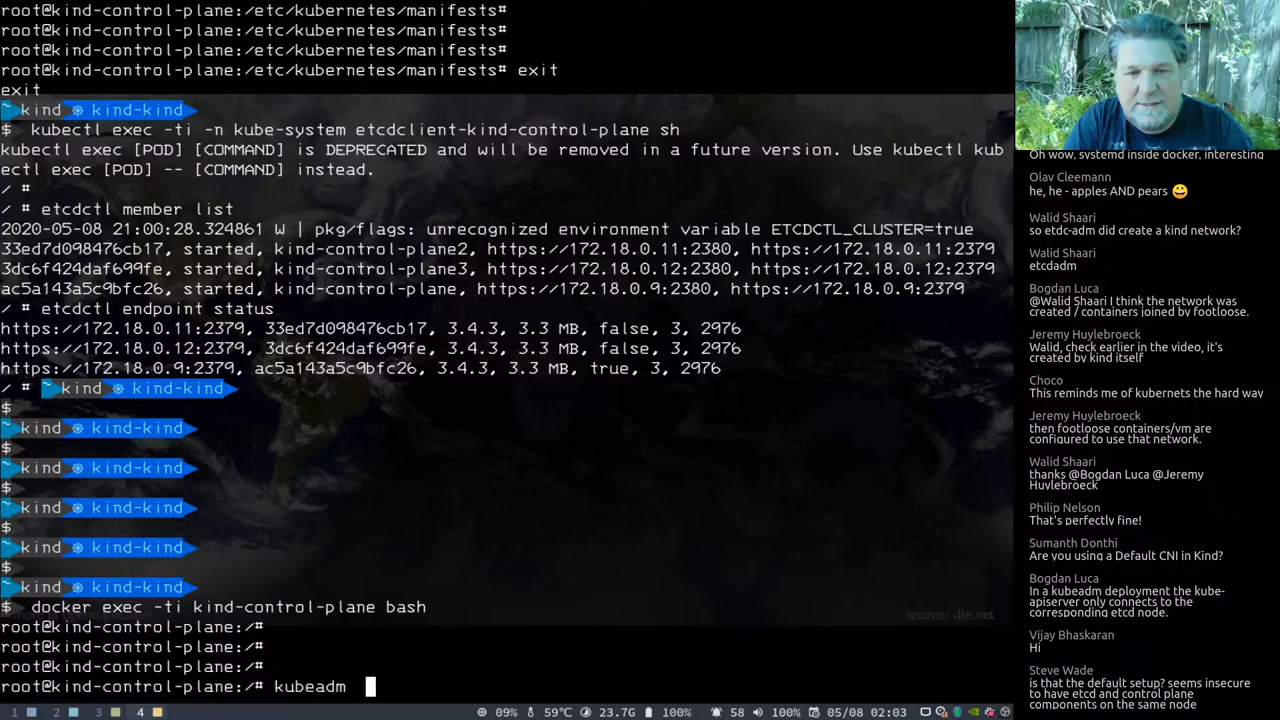 root@kind-control-plane:/etc/kubernetes/manifests#
root@kind-control-plane:/etc/kubernetes/manifests#
root@kind-control-plane:/etc/kubernetes/manifests#
root@kind-control-plane:/etc/kubernetes/manifests# exit
exit
~ kind ⎈ kind-kind
$ kubectl exec -ti -n kube-system etcdclient-kind-control-plane sh
kubectl exec [POD] [COMMAND] is DEPRECATED and will be removed in a future version. Use kubectl kub
ectl exec [POD] -- [COMMAND] instead.
/ #
/ # etcdctl member list
2020-05-08 21:00:28.324861 W | pkg/flags: unrecognized environment variable ETCDCTL_CLUSTER=true
33ed7d098476cb17, started, kind-control-plane2, https://172.18.0.11:2380, https://172.18.0.11:2379
3dc6f424daf699fe, started, kind-control-plane3, https://172.18.0.12:2380, https://172.18.0.12:2379
ac5a143a5c9bfc26, started, kind-control-plane, https://172.18.0.9:2380, https://172.18.0.9:2379
/ # etcdctl endpoint status
https://172.18.0.11:2379, 33ed7d098476cb17, 3.4.3, 3.3 MB, false, 3, 2976
https://172.18.0.12:2379, 3dc6f424daf699fe, 3.4.3, 3.3 MB, false, 3, 2976
https://172.18.0.9:2379, ac5a143a5c9bfc26, 3.4.3, 3.3 MB, true, 3, 2976
/ # ~ kind ⎈ kind-kind
$
~ kind ⎈ kind-kind
$
~ kind ⎈ kind-kind
$
~ kind ⎈ kind-kind
$
~ kind ⎈ kind-kind
$
~ kind ⎈ kind-kind
$ docker exec -ti kind-control-plane bash
source: die.net
root@kind-control-plane:/#
root@kind-control-plane:/#
root@kind-control-plane:/#
root@kind-control-plane:/# kubeadm
Oh wow, systemd inside docker, interesting
Olav Cleemann
he, he - apples AND pears 😀
Walid Shaari
so etdc-adm did create a kind network?
Walid Shaari
etcdadm
Bogdan Luca
@Walid Shaari I think the network was
created / containers joined by footloose.
Jeremy Huylebroeck
Walid, check earlier in the video, it's
created by kind itself
Choco
This reminds me of kubernets the hard way
Jeremy Huylebroeck
then footloose containers/vm are
configured to use that network.
Walid Shaari
thanks @Bogdan Luca @Jeremy
Huylebroeck
Philip Nelson
That's perfectly fine!
Sumanth Donthi
Are you using a Default CNI in Kind?
Bogdan Luca
In a kubeadm deployment the kube-
apiserver only connects to the
corresponding etcd node.
Vijay Bhaskaran
Hi
Steve Wade
is that the default setup? seems insecure
to have etcd and control plane
components on the same node
1 2 3 4 09% 59℃ 23.7G 100% 58 100% 05/08 02:03